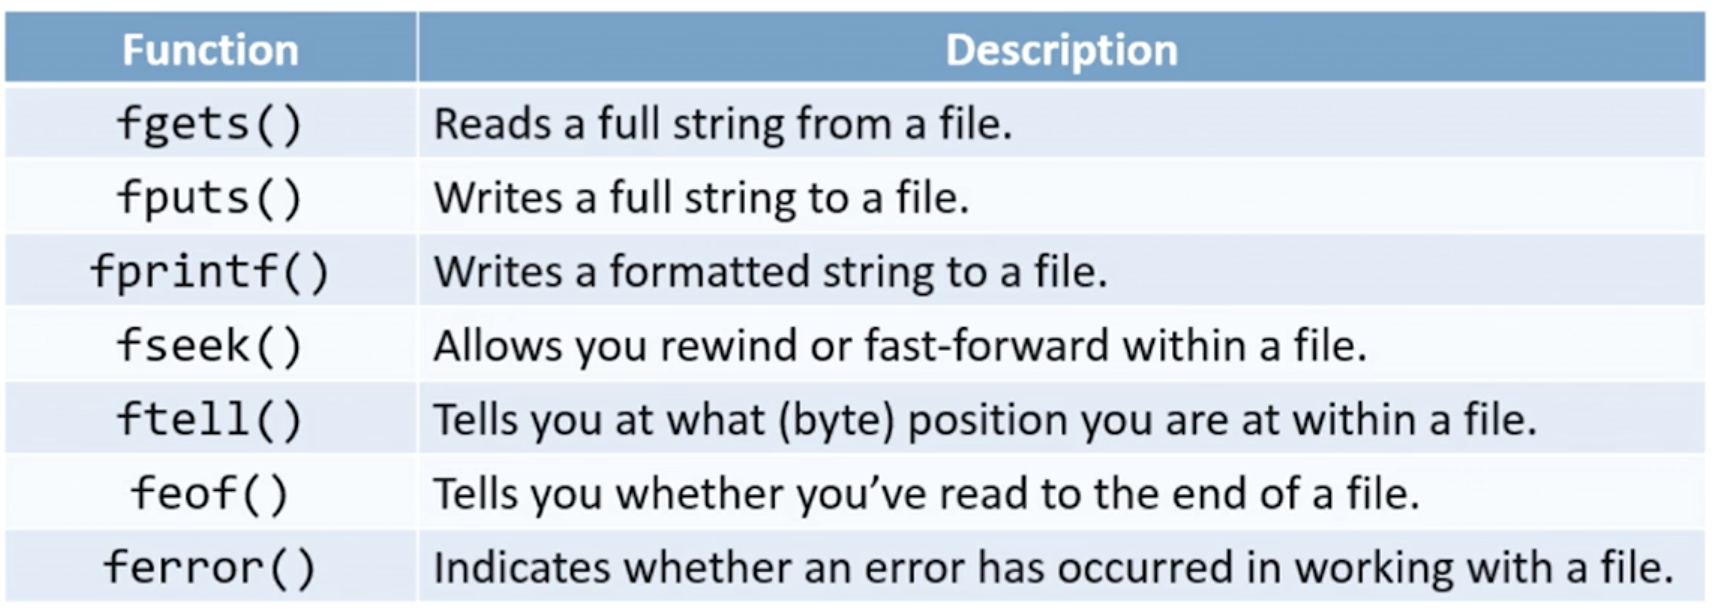 Function Description
fgets() Reads a full string from a file.
fputs() Writes a full string to a file.
fprintf() Writes a formatted string to a file.
fseek() Allows you rewind or fast-forward within a file.
ftell() Tells you at what (byte) position you are at within a file.
feof() Tells you whether you’ve read to the end of a file.
ferror() Indicates whether an error has occurred in working with a file.